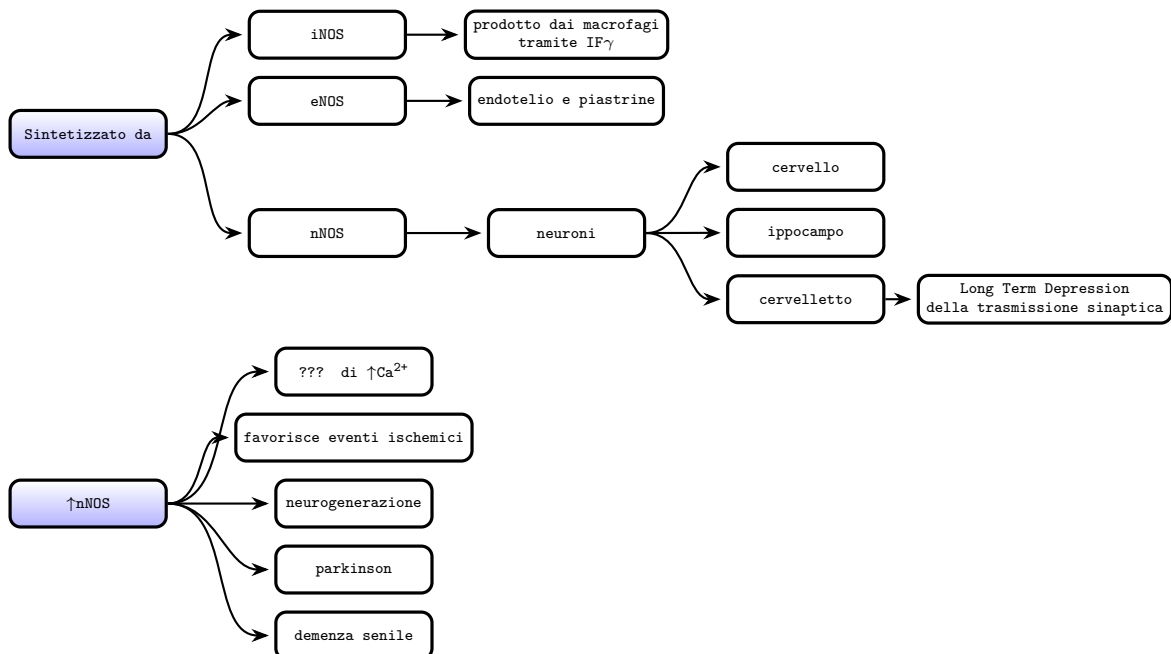 Sintetizzato da
iNOS
prodotto dai macrofagi
tramite IFγ
eNOS
endotelio e piastrine
nNOS
neuroni
cervello
ippocampo
cervelletto
Long Term Depression
della trasmissione sinaptica
↑nNOS
??? di ↑Ca²⁺
favorisce eventi ischemici
neurogenerazione
parkinson
demenza senile